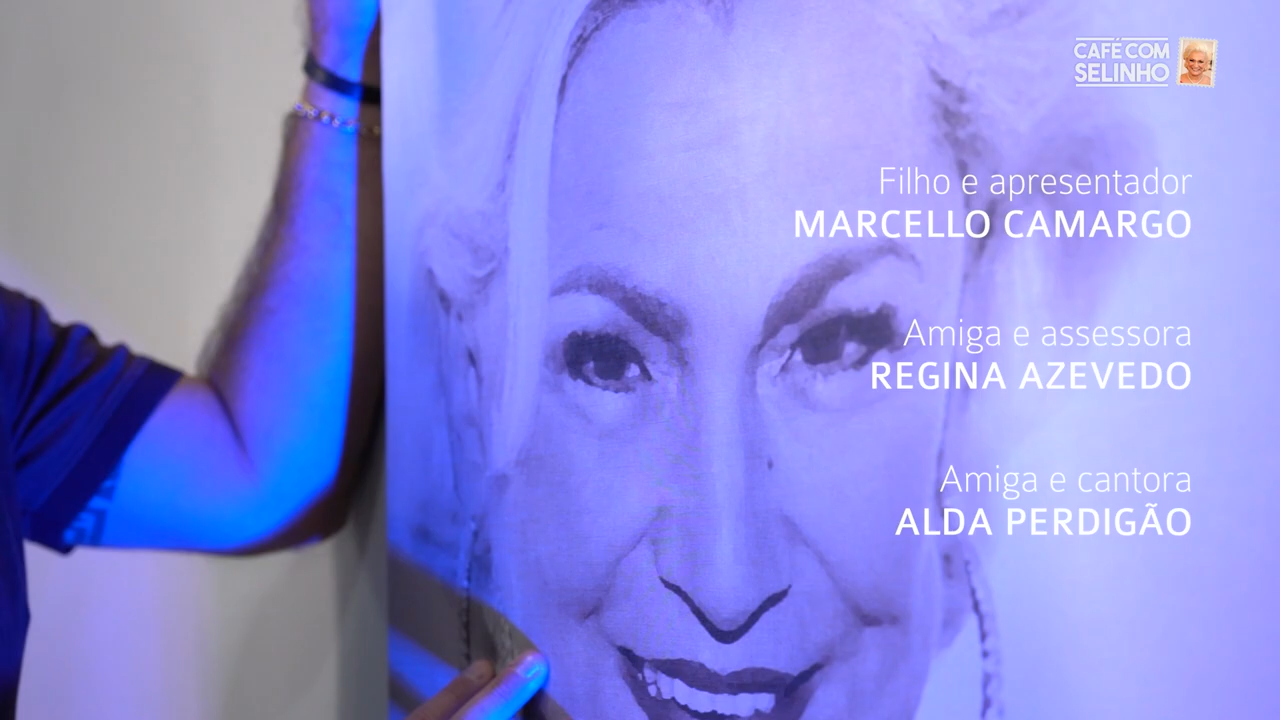 CAFÉ COM
SELINHO
Filho e apresentador
MARCELLO CAMARGO
Amiga e assessora
REGINA AZEVEDO
Amiga e cantora
ALDA PERDIGÃO